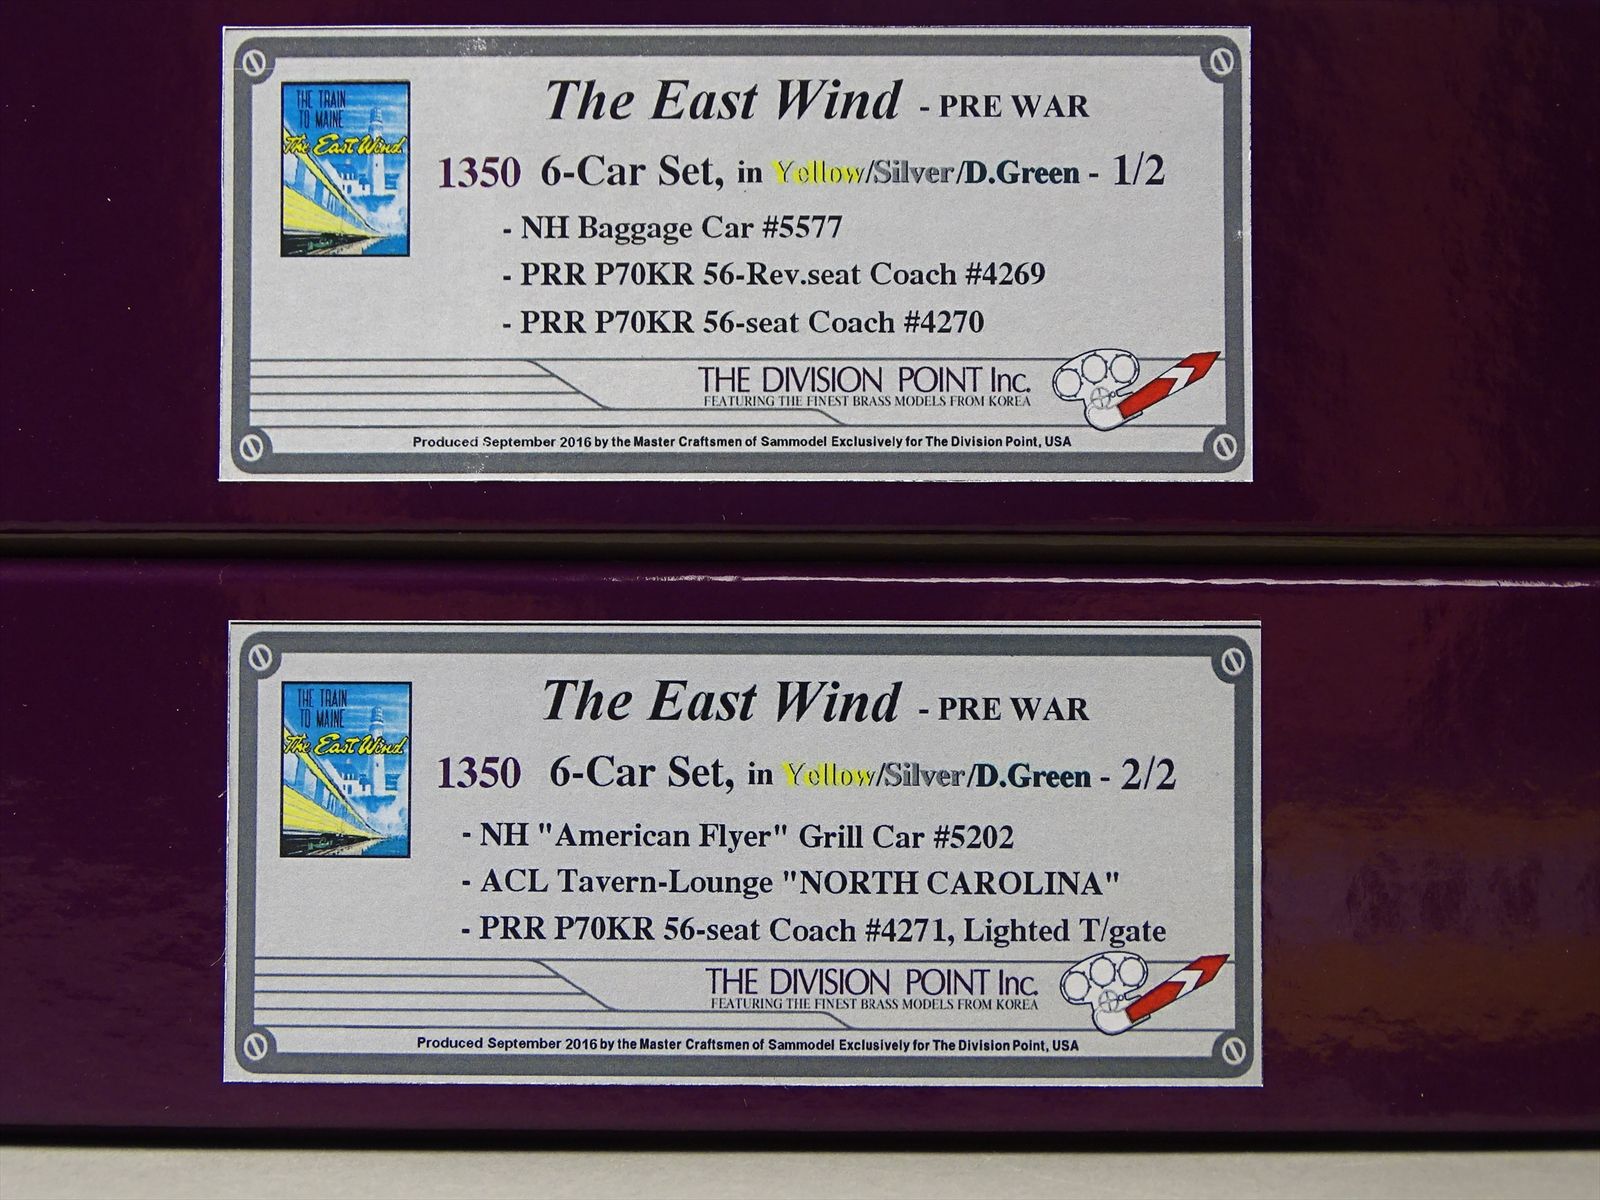 THE TRAIN
TO MAINE
The East Wind
The East Wind - PRE WAR
1350 6-Car Set, in Yellow/Silver/D.Green - 1/2
- NH Baggage Car #5577
- PRR P70KR 56-Rev.seat Coach #4269
- PRR P70KR 56-seat Coach #4270
THE DIVISION POINT Inc.
FEATURING THE FINEST BRASS MODELS FROM KOREA
Produced September 2016 by the Master Craftsmen of Sammodel Exclusively for The Division Point, USA
THE TRAIN
TO MAINE
The East Wind
The East Wind - PRE WAR
1350 6-Car Set, in Yellow/Silver/D.Green - 2/2
- NH "American Flyer" Grill Car #5202
- ACL Tavern-Lounge "NORTH CAROLINA"
- PRR P70KR 56-seat Coach #4271, Lighted T/gate
THE DIVISION POINT Inc.
FEATURING THE FINEST BRASS MODELS FROM KOREA
Produced September 2016 by the Master Craftsmen of Sammodel Exclusively for The Division Point, USA